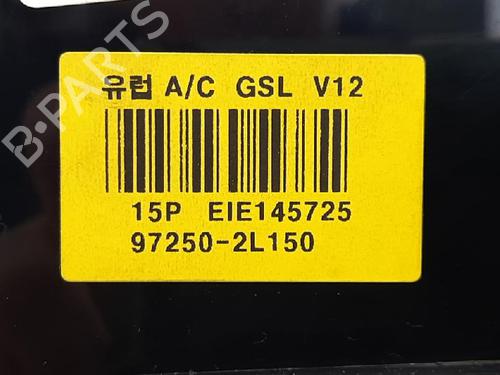 유럽 A/C GSL V12
15P EIE145725
97250-2L150
B-PARTS